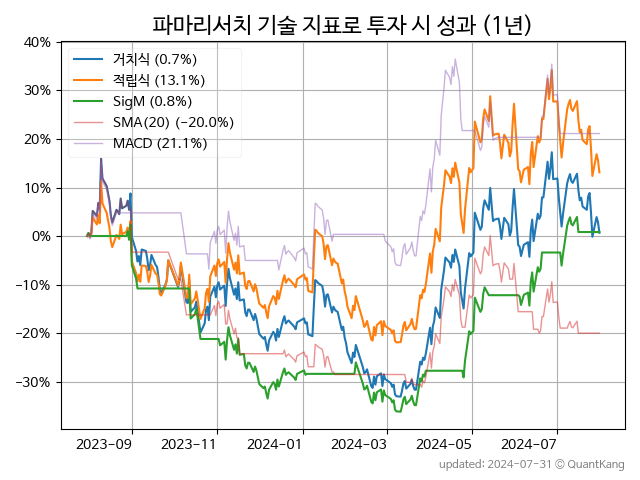 파마리서치 기술 지표로 투자 시 성과 (1년)
40%
30%
20%
10%
0%
−10%
−20%
−30%
거치식 (0.7%)
적립식 (13.1%)
SigM (0.8%)
SMA(20) (−20.0%)
MACD (21.1%)
2023-09
2023-11
2024-01
2024-03
2024-05
2024-07
updated: 2024-07-31 © QuantKang